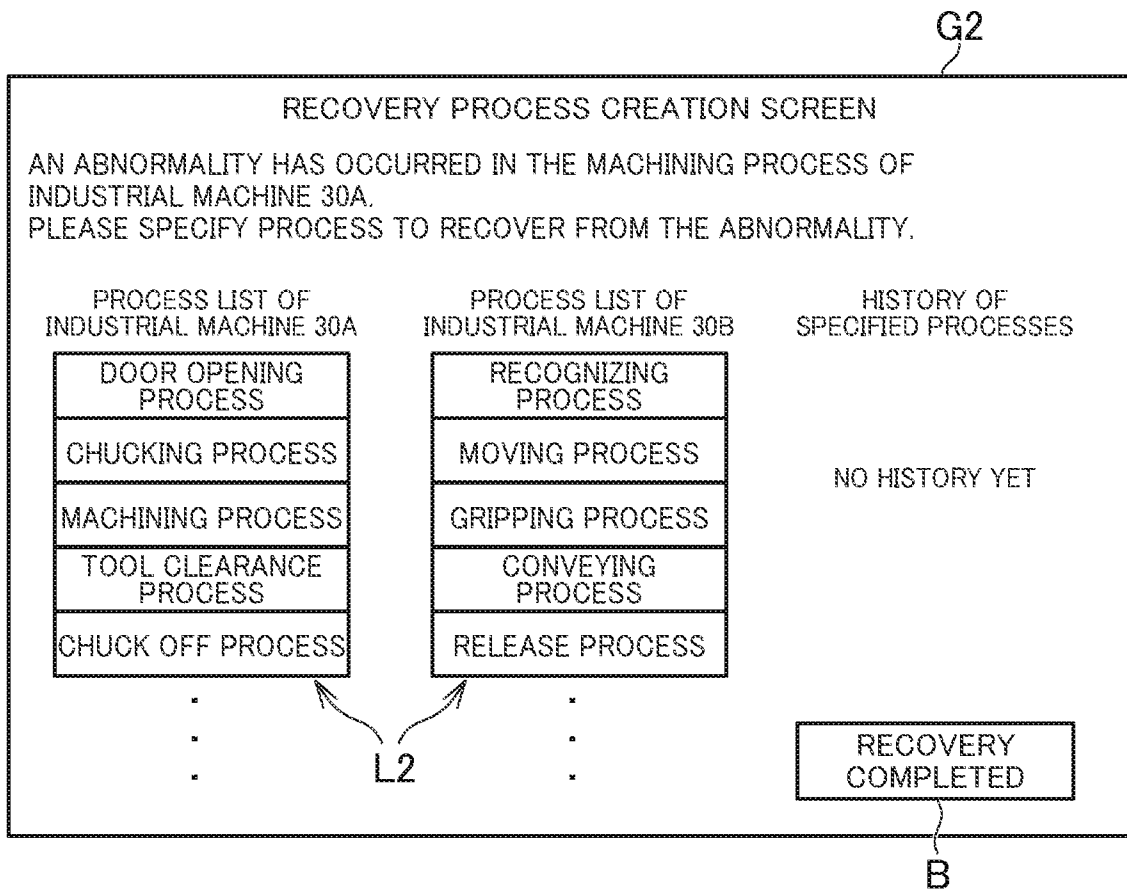 G2
RECOVERY PROCESS CREATION SCREEN
AN ABNORMALITY HAS OCCURRED IN THE MACHINING PROCESS OF
INDUSTRIAL MACHINE 30A.
PLEASE SPECIFY PROCESS TO RECOVER FROM THE ABNORMALITY.
PROCESS LIST OF
INDUSTRIAL MACHINE 30A
DOOR OPENING
PROCESS
CHUCKING PROCESS
MACHINING PROCESS
TOOL CLEARANCE
PROCESS
CHUCK OFF PROCESS
PROCESS LIST OF
INDUSTRIAL MACHINE 30B
RECOGNIZING
PROCESS
MOVING PROCESS
GRIPPING PROCESS
CONVEYING
PROCESS
RELEASE PROCESS
L2
HISTORY OF
SPECIFIED PROCESSES
NO HISTORY YET
RECOVERY
COMPLETED
B